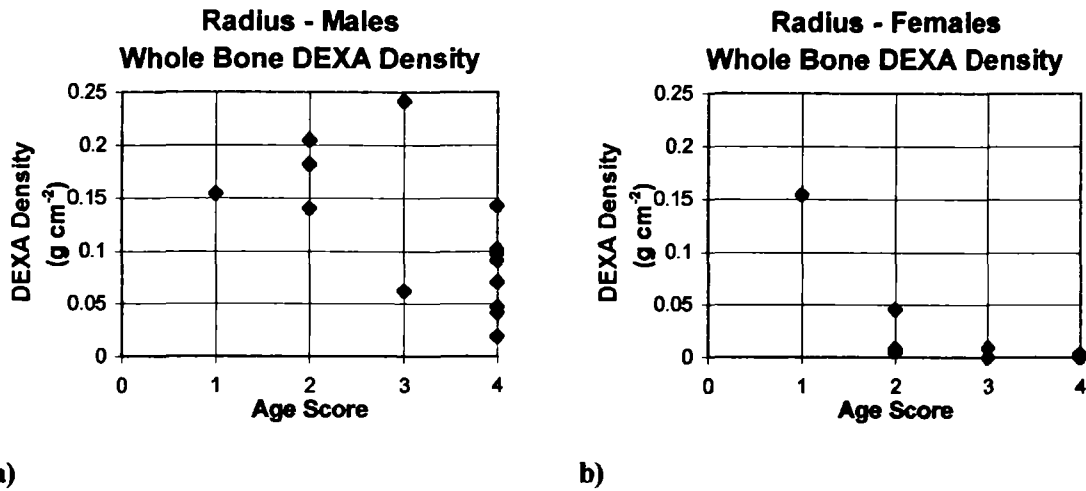 Radius - Males
Whole Bone DEXA Density
DEXA Density
(g cm-2)
0.25
0.2
0.15
0.1
0.05
0
0 1 2 3 4
Age Score
a)
Radius - Females
Whole Bone DEXA Density
DEXA Density
(g cm-2)
0.25
0.2
0.15
0.1
0.05
0
0 1 2 3 4
Age Score
b)